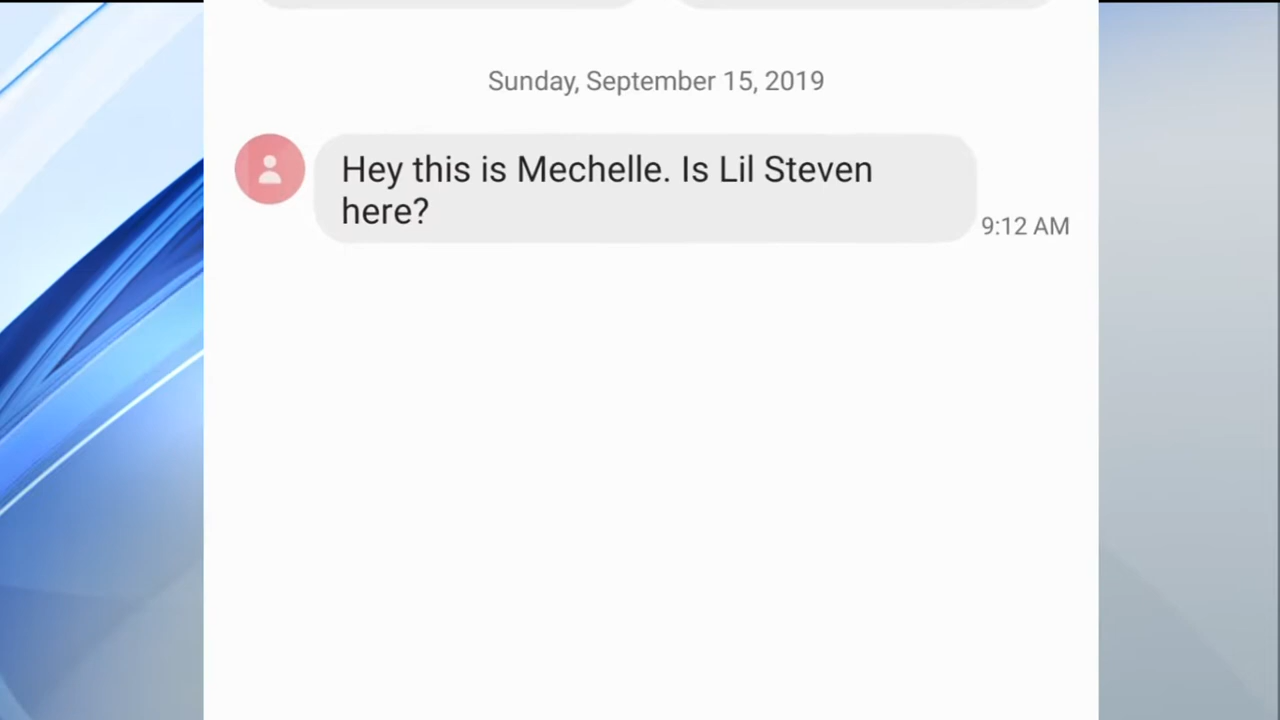 Sunday, September 15, 2019
Hey this is Mechelle. Is Lil Steven
here?
9:12 AM